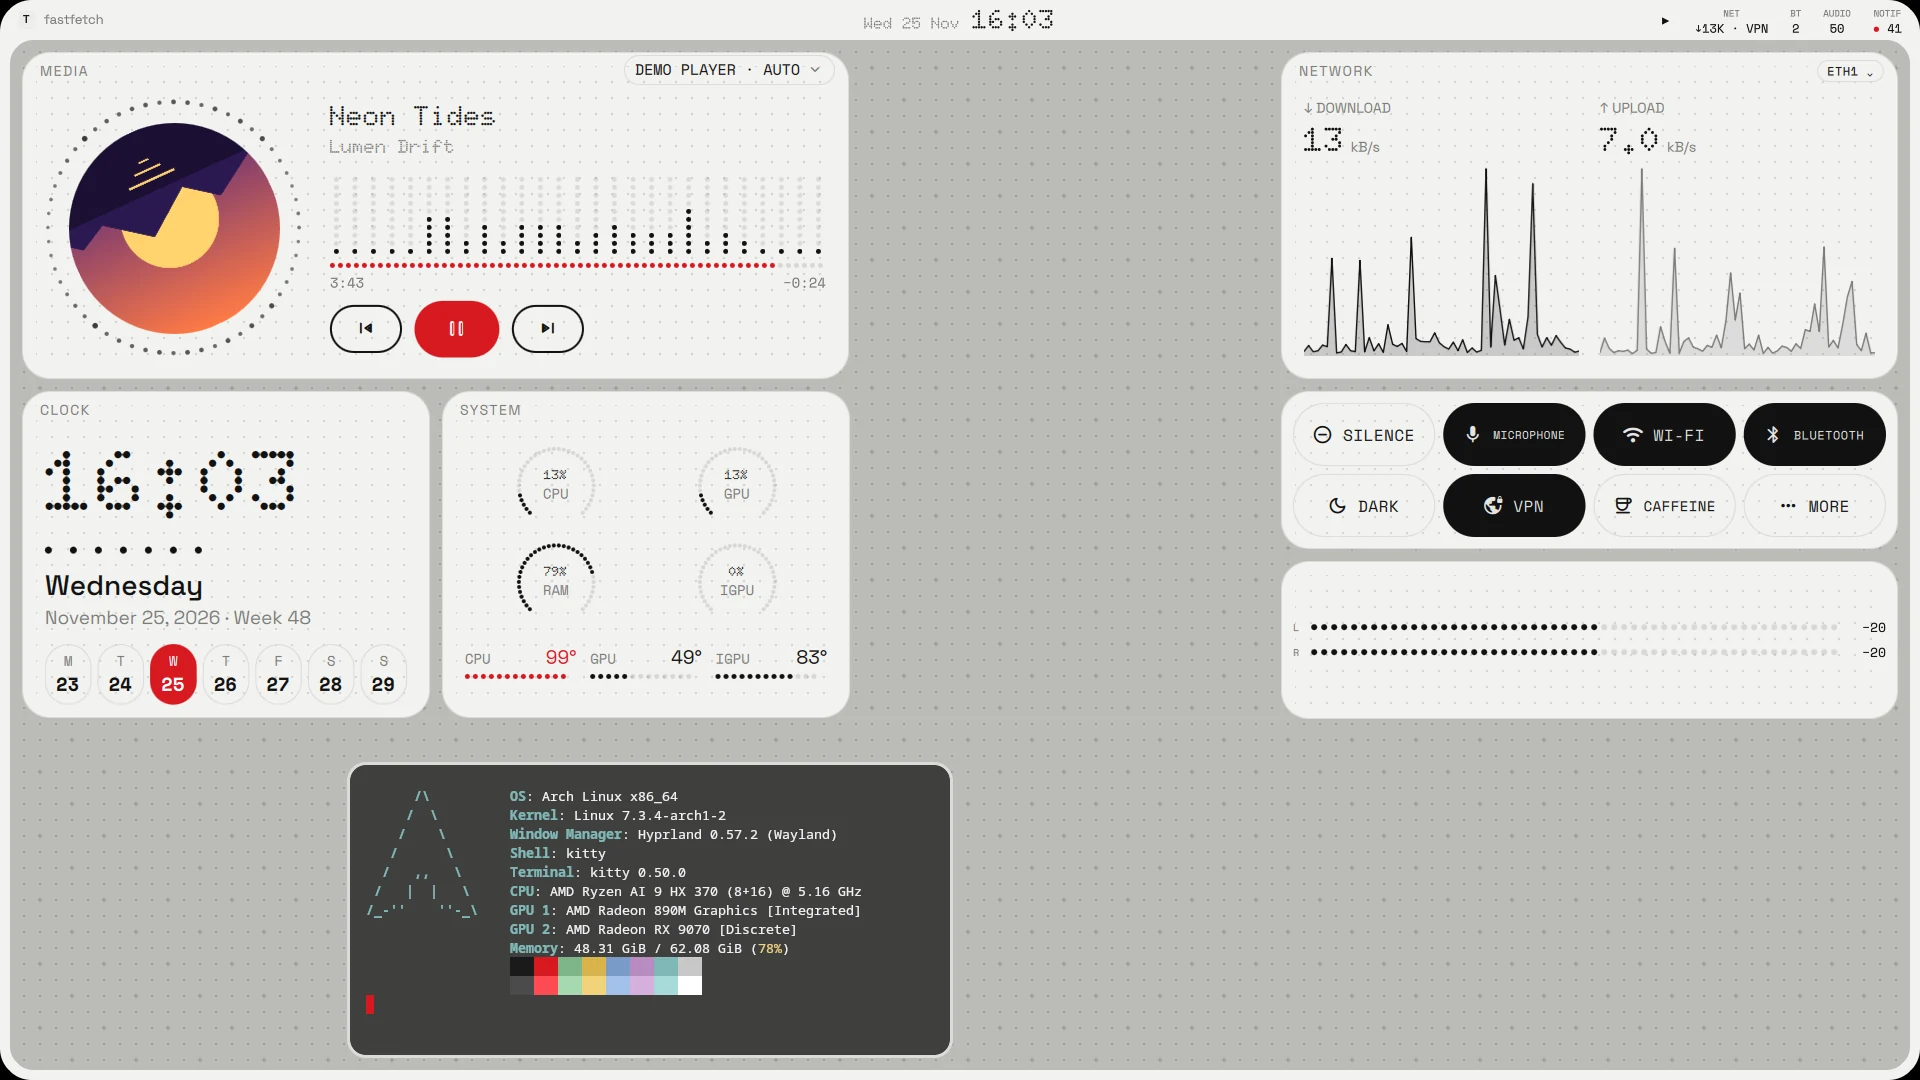 T fastfetch
Wed 25 Nov 16:03
▶ NET BT AUDIO NOTIF
↓13K · VPN 2 50 41
MEDIA
DEMO PLAYER · AUTO
Neon Tides
Lumen Drift
3:43 -0:24
NETWORK
ETH1
↓ DOWNLOAD ↑ UPLOAD
13 kB/s 7.0 kB/s
CLOCK
16:03
Wednesday
November 25, 2026 · Week 48
M T W T F S S
23 24 25 26 27 28 29
SYSTEM
13% 13%
CPU GPU
79% 0%
RAM IGPU
CPU 99° GPU 49° IGPU 83°
SILENCE MICROPHONE WI-FI BLUETOOTH
DARK VPN CAFFEINE MORE
L -20
R -20
OS: Arch Linux x86_64
Kernel: Linux 7.3.4-arch1-2
Window Manager: Hyprland 0.57.2 (Wayland)
Shell: kitty
Terminal: kitty 0.50.0
CPU: AMD Ryzen AI 9 HX 370 (8+16) @ 5.16 GHz
GPU 1: AMD Radeon 890M Graphics [Integrated]
GPU 2: AMD Radeon RX 9070 [Discrete]
Memory: 48.31 GiB / 62.08 GiB (78%)